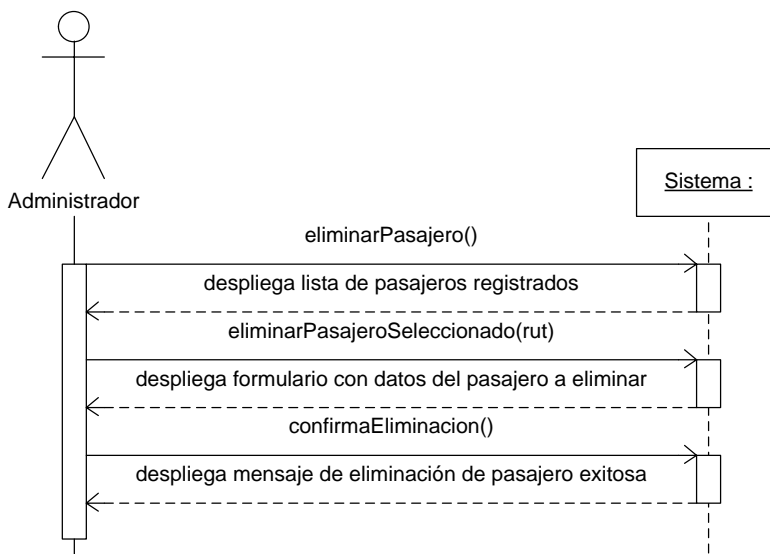 Administrador
Sistema :
eliminarPasajero()
despliega lista de pasajeros registrados
eliminarPasajeroSeleccionado(rut)
despliega formulario con datos del pasajero a eliminar
confirmaEliminacion()
despliega mensaje de eliminación de pasajero exitosa